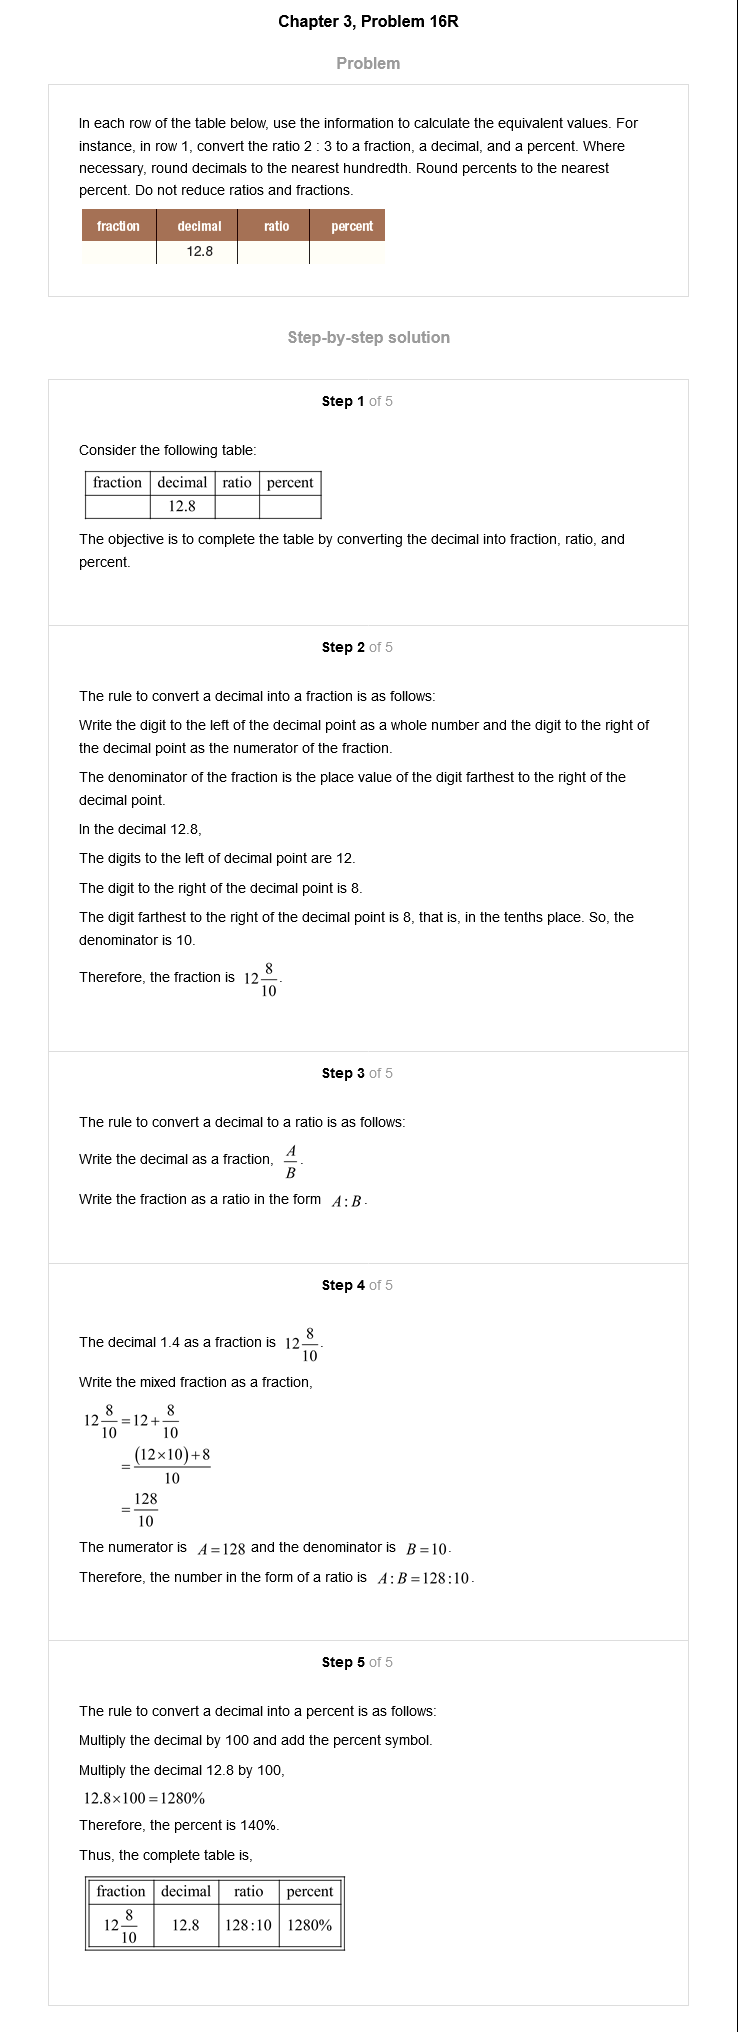 Chapter 3, Problem 16R
Problem
In each row of the table below, use the information to calculate the equivalent values. For
instance, in row 1, convert the ratio 2 : 3 to a fraction, a decimal, and a percent. Where
necessary, round decimals to the nearest hundredth. Round percents to the nearest
percent. Do not reduce ratios and fractions.
fraction decimal ratio percent
12.8
Step-by-step solution
Step 1 of 5
Consider the following table:
fraction decimal ratio percent
12.8
The objective is to complete the table by converting the decimal into fraction, ratio, and
percent.
Step 2 of 5
The rule to convert a decimal into a fraction is as follows:
Write the digit to the left of the decimal point as a whole number and the digit to the right of
the decimal point as the numerator of the fraction.
The denominator of the fraction is the place value of the digit farthest to the right of the
decimal point.
In the decimal 12.8,
The digits to the left of decimal point are 12.
The digit to the right of the decimal point is 8.
The digit farthest to the right of the decimal point is 8, that is, in the tenths place. So, the
denominator is 10.
Therefore, the fraction is 12 8/10.
Step 3 of 5
The rule to convert a decimal to a ratio is as follows:
Write the decimal as a fraction, A/B.
Write the fraction as a ratio in the form A:B.
Step 4 of 5
The decimal 1.4 as a fraction is 12 8/10.
Write the mixed fraction as a fraction,
12 8/10 = 12 + 8/10
= (12×10)+8/10
= 128/10
The numerator is A = 128 and the denominator is B = 10.
Therefore, the number in the form of a ratio is A:B = 128:10.
Step 5 of 5
The rule to convert a decimal into a percent is as follows:
Multiply the decimal by 100 and add the percent symbol.
Multiply the decimal 12.8 by 100,
12.8×100 = 1280%
Therefore, the percent is 140%.
Thus, the complete table is,
fraction decimal ratio percent
12 8/10 12.8 128:10 1280%